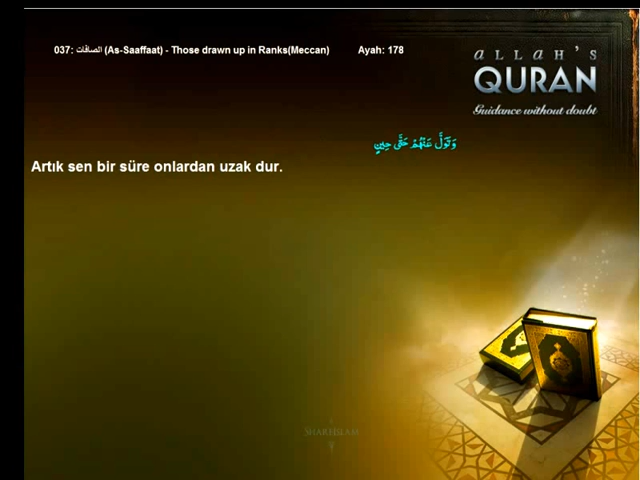 037: الصافات (As-Saaffaat) - Those drawn up in Ranks(Meccan) Ayah: 178
ALLAH'S
QURAN
Guidance without doubt
وَتَوَلَّ عَنْهُمْ حَتَّىٰ حِينٍ
Artık sen bir süre onlardan uzak dur.
SHAREISLAM